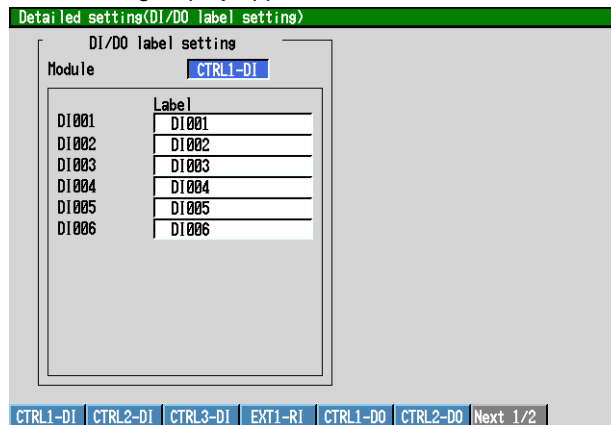 Detailed setting(DI/DO label setting)
DI/DO label setting
Module CTRL1-DI
Label
DI001 DI001
DI002 DI002
DI003 DI003
DI004 DI004
DI005 DI005
DI006 DI006
CTRL1-DI CTRL2-DI CTRL3-DI EXT1-RI CTRL1-DO CTRL2-DO Next 1/2